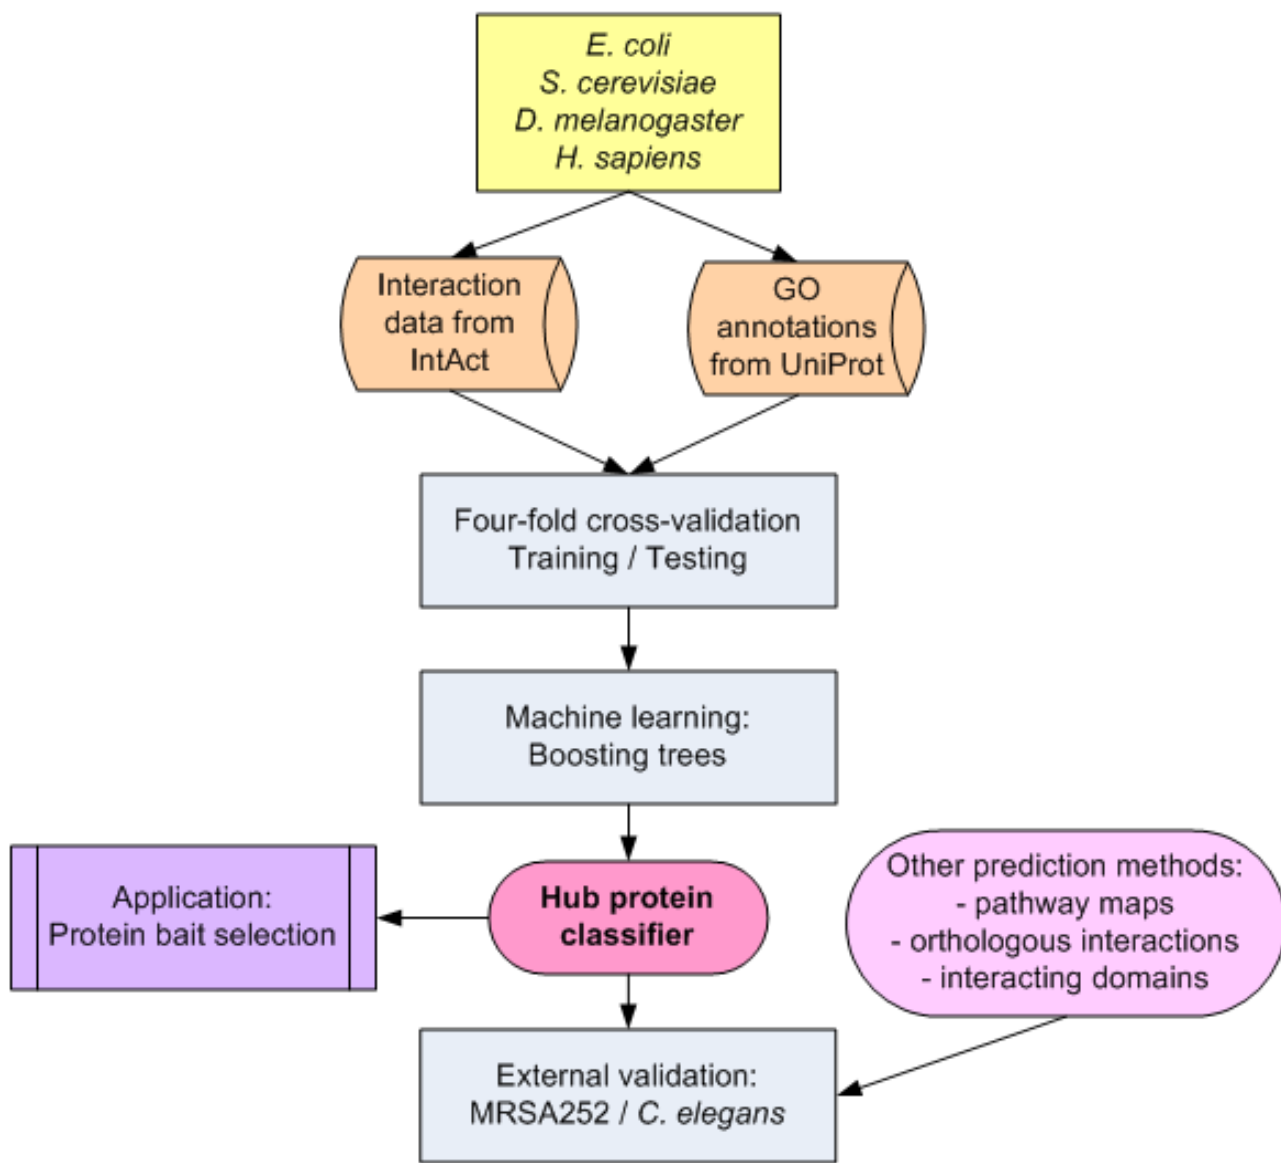 E. coli
S. cerevisiae
D. melanogaster
H. sapiens
Interaction
data from
IntAct
GO
annotations
from UniProt
Four-fold cross-validation
Training / Testing
Machine learning:
Boosting trees
Application:
Protein bait selection
Hub protein
classifier
Other prediction methods:
- pathway maps
- orthologous interactions
- interacting domains
External validation:
MRSA252 / C. elegans